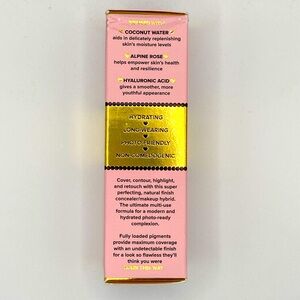 COCONUT WATER
aids in delicately replenishing
skin's moisture levels
ALPINE ROSE
helps empower skin's health
and resilience
HYALURONIC ACID
gives a smoother, more
youthful appearance
HYDRATING
LONG-WEARING
PHOTO FRIENDLY
NON-COMEDOGENIC
Cover, contour, highlight,
and retouch with this super
perfecting, natural finish
concealer/makeup hybrid.
The ultimate multi-use
formula for a modern and
hydrated photo-ready
complexion.
Fully loaded pigments
provide maximum coverage
with an undetectable finish
for a look so flawless they'll
think you were
BORN THIS WAY